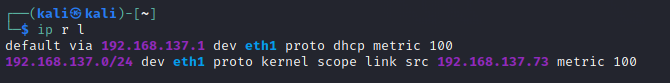 ┌──(kali㉿kali)-[~]
└─$ ip r l
default via 192.168.137.1 dev eth1 proto dhcp metric 100
192.168.137.0/24 dev eth1 proto kernel scope link src 192.168.137.73 metric 100